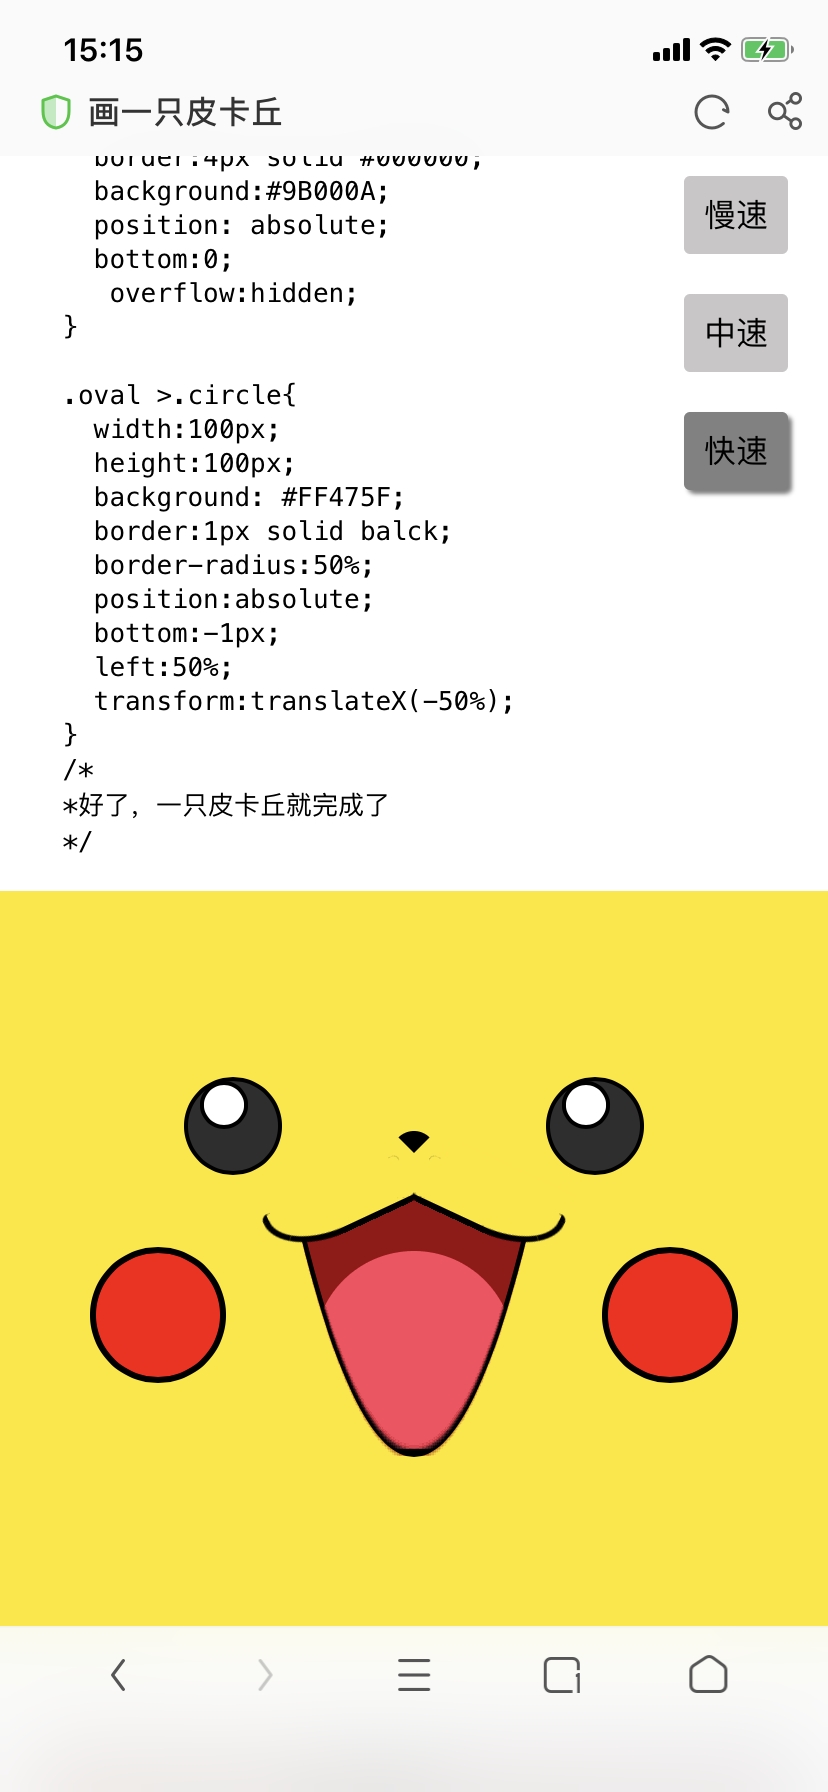 15:15
画一只皮卡丘
border:4px solid #000000;
background:#9B000A;
position: absolute;
bottom:0;
overflow:hidden;
}
.oval >.circle{
width:100px;
height:100px;
background: #FF475F;
border:1px solid balck;
border-radius:50%;
position:absolute;
bottom:-1px;
left:50%;
transform:translateX(-50%);
}
/*
*好了，一只皮卡丘就完成了
*/
慢速
中速
快速
1